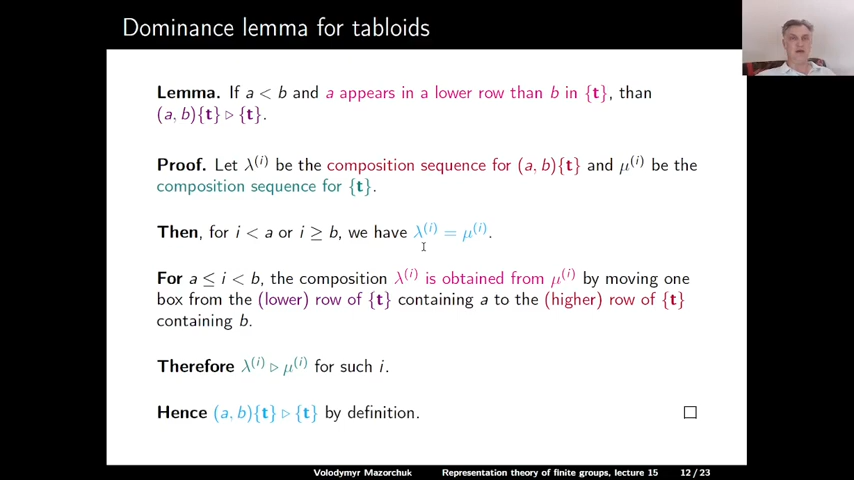 Dominance lemma for tabloids
Lemma. If a < b and a appears in a lower row than b in {t}, than
(a, b){t} ▷ {t}.
Proof. Let λ⁽ⁱ⁾ be the composition sequence for (a, b){t} and μ⁽ⁱ⁾ be the
composition sequence for {t}.
Then, for i < a or i ≥ b, we have λ⁽ⁱ⁾ = μ⁽ⁱ⁾.
For a ≤ i < b, the composition λ⁽ⁱ⁾ is obtained from μ⁽ⁱ⁾ by moving one
box from the (lower) row of {t} containing a to the (higher) row of {t}
containing b.
Therefore λ⁽ⁱ⁾ ▷ μ⁽ⁱ⁾ for such i.
Hence (a, b){t} ▷ {t} by definition. □
Volodymyr Mazorchuk Representation theory of finite groups, lecture 15 12/23